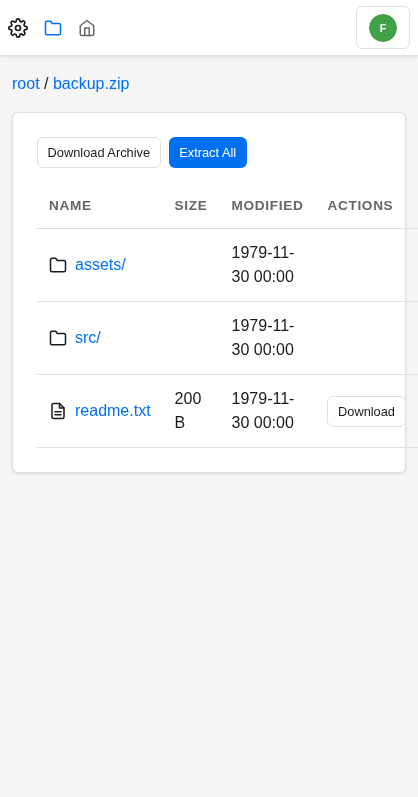 F
root / backup.zip
Download Archive Extract All
NAME SIZE MODIFIED ACTIONS
assets/ 1979-11-
30 00:00
src/ 1979-11-
30 00:00
readme.txt 200 1979-11- Download
B 30 00:00